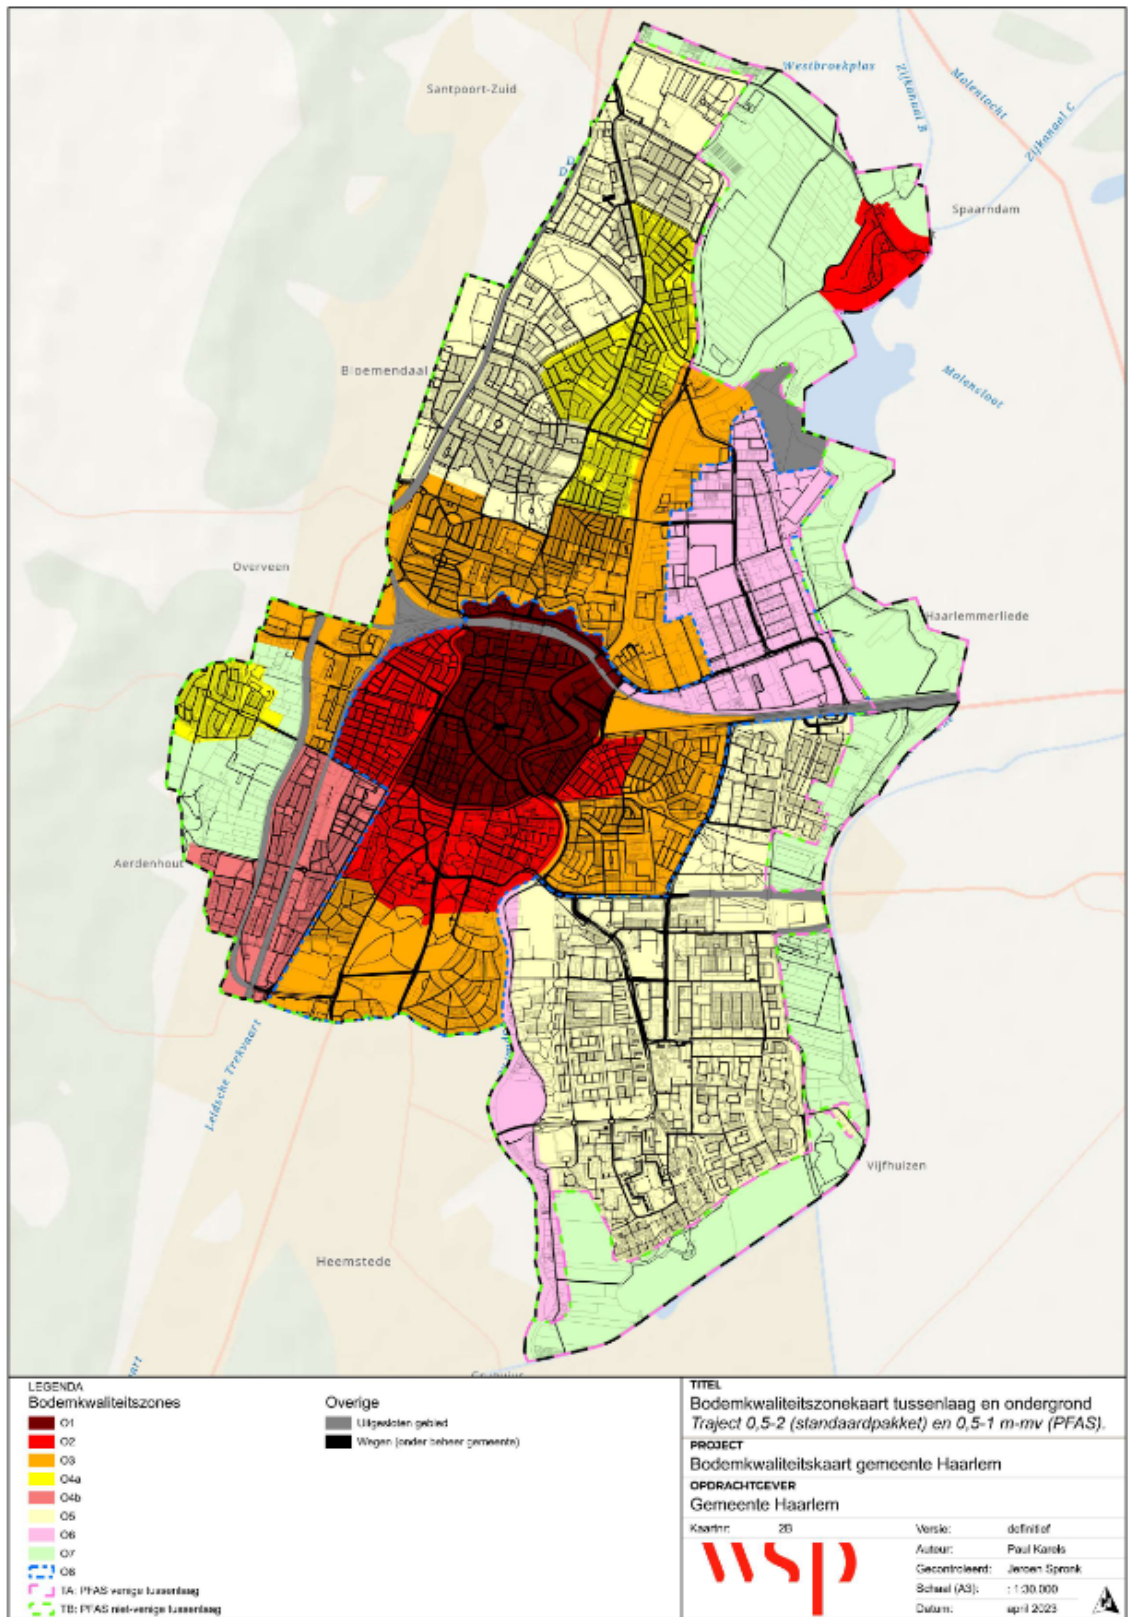 Westbroekplas
Santpoort-Zuid
Zijkanaal B
Molentocht
Zijkanaal C
Spaarndam
Bloemendaal
Molensloot
Overveen
Haarlemmerliede
Aerdenhout
Leidsche Trekvaart
Vijfhuizen
Heemstede
LEGENDA
Bodemkwaliteitszones
O1
O2
O3
O4a
O4b
O5
O6
O7
O8
TA: PFAS venige tussenlaag
TB: PFAS niet-venige tussenlaag
Overige
Uitgesloten gebied
Wegen (onder beheer gemeente)
TITEL
Bodemkwaliteitszonekaart tussenlaag en ondergrond
Traject 0,5-2 (standaardpakket) en 0,5-1 m-mv (PFAS).
PROJECT
Bodemkwaliteitskaart gemeente Haarlem
OPDRACHTGEVER
Gemeente Haarlem
Kaartnr: 2B
Versie: definitief
Auteur: Paul Karels
Gecontroleerd: Jeroen Spronk
Schaal (A3): : 1:30.000
Datum: april 2023
wsp